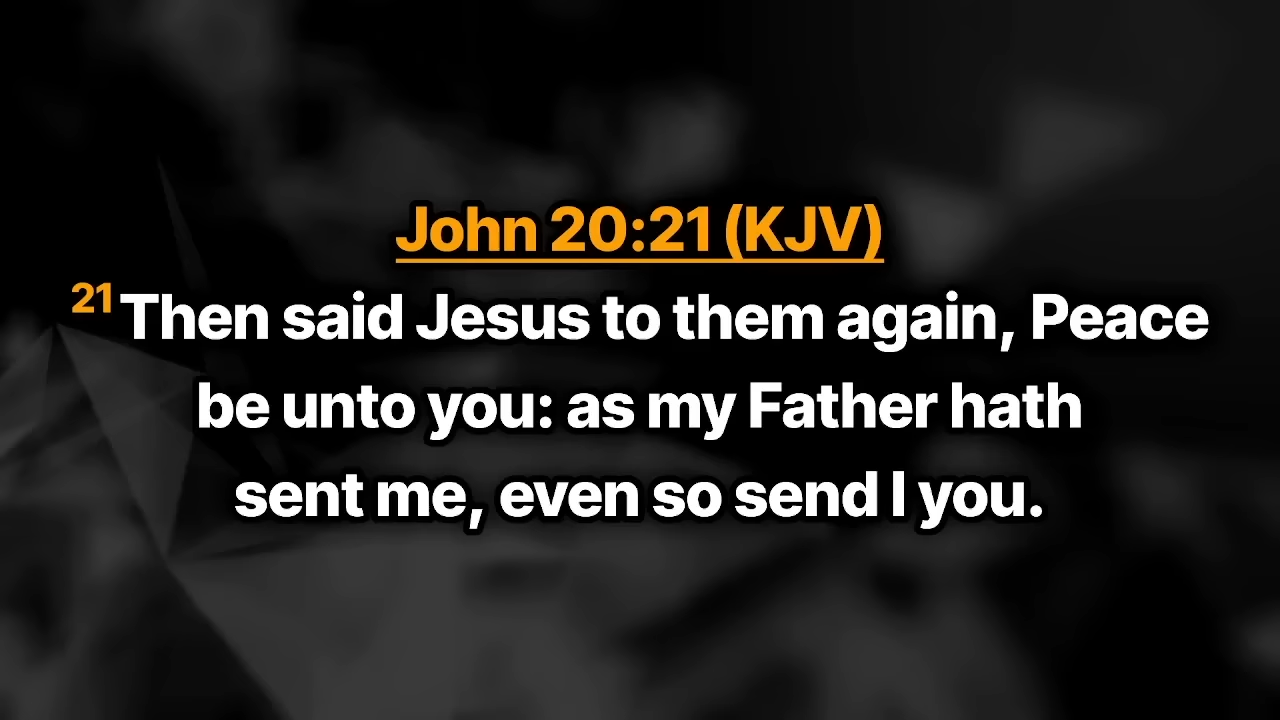 John 20:21 (KJV)
21 Then said Jesus to them again, Peace
be unto you: as my Father hath
sent me, even so send I you.